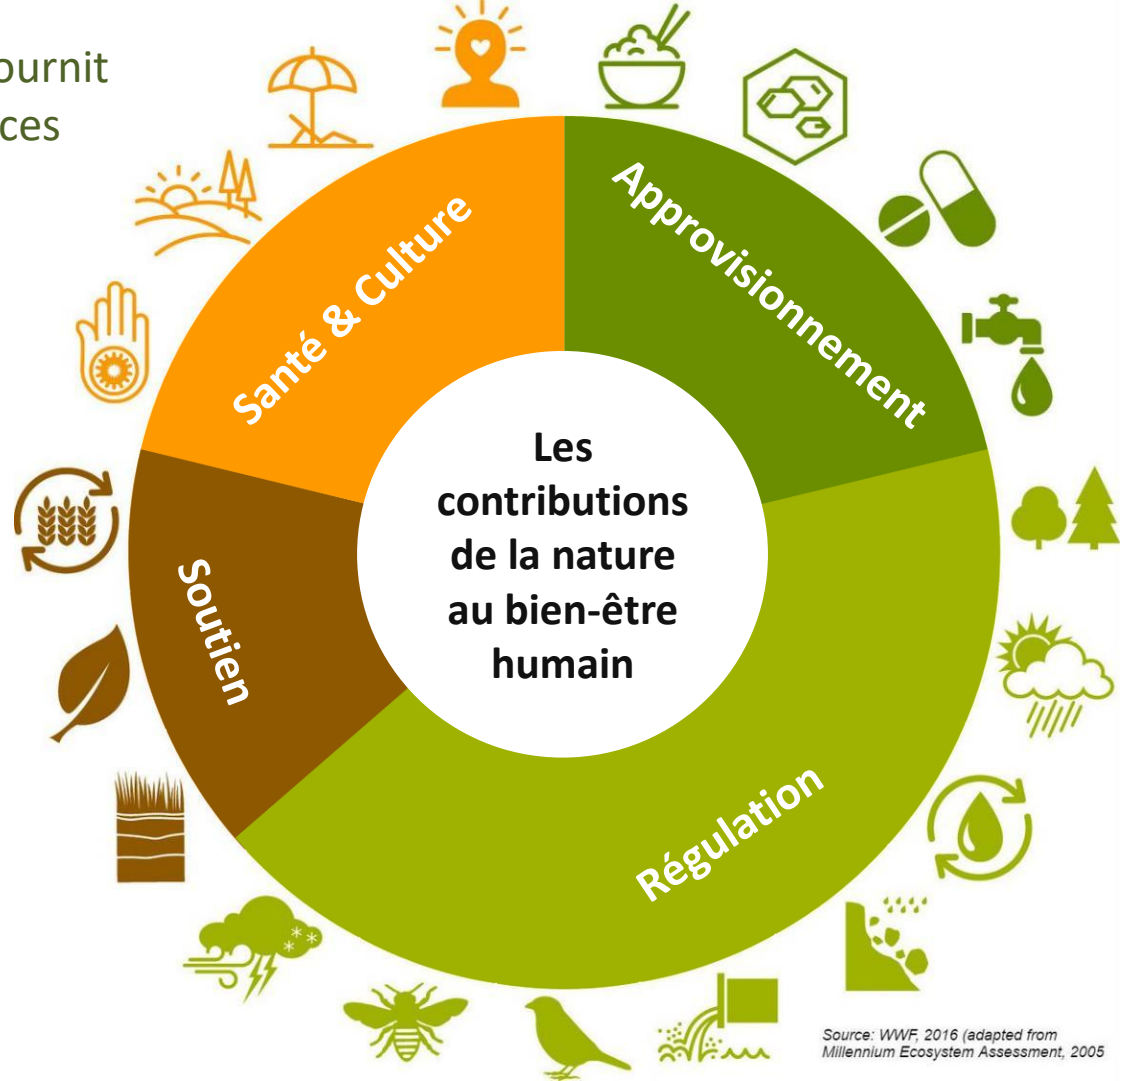 ournit
ces
Santé & Culture
Approvisionnement
Les
contributions
de la nature
au bien-être
humain
Soutien
Régulation
Source: WWF, 2016 (adapted from
Millennium Ecosystem Assessment, 2005